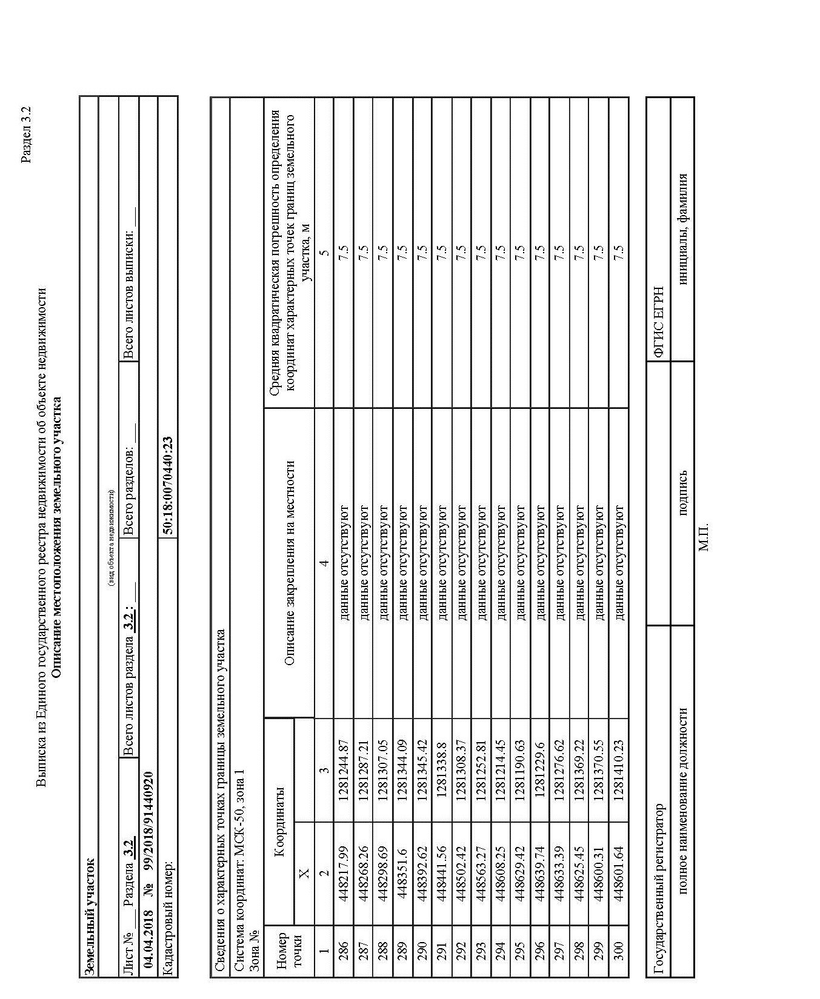 Раздел 3.2
Выписка из Единого государственного реестра недвижимости об объекте недвижимости
Описание местоположения земельного участка
Земельный участок
(вид объекта недвижимости)
Лист № ___ Раздела 3.2 Всего листов раздела 3.2 : ___ Всего разделов: ___ Всего листов выписки: ___
04.04.2018 № 99/2018/91440920
Кадастровый номер: 50:18:0070440:23
Сведения о характерных точках границы земельного участка
Система координат: МСК-50, зона 1
Зона №
Номер точки Координаты Описание закрепления на местности Средняя квадратическая погрешность определения
координат характерных точек границ земельного
участка, м
X
1 2 3 4 5
286 448217.99 1281244.87 данные отсутствуют 7.5
287 448268.26 1281287.21 данные отсутствуют 7.5
288 448298.69 1281307.05 данные отсутствуют 7.5
289 448351.6 1281344.09 данные отсутствуют 7.5
290 448392.62 1281345.42 данные отсутствуют 7.5
291 448441.56 1281338.8 данные отсутствуют 7.5
292 448502.42 1281308.37 данные отсутствуют 7.5
293 448563.27 1281252.81 данные отсутствуют 7.5
294 448608.25 1281214.45 данные отсутствуют 7.5
295 448629.42 1281190.63 данные отсутствуют 7.5
296 448639.74 1281229.6 данные отсутствуют 7.5
297 448633.39 1281276.62 данные отсутствуют 7.5
298 448625.45 1281369.22 данные отсутствуют 7.5
299 448600.31 1281370.55 данные отсутствуют 7.5
300 448601.64 1281410.23 данные отсутствуют 7.5
Государственный регистратор ФГИС ЕГРН
полное наименование должности подпись инициалы, фамилия
М.П.